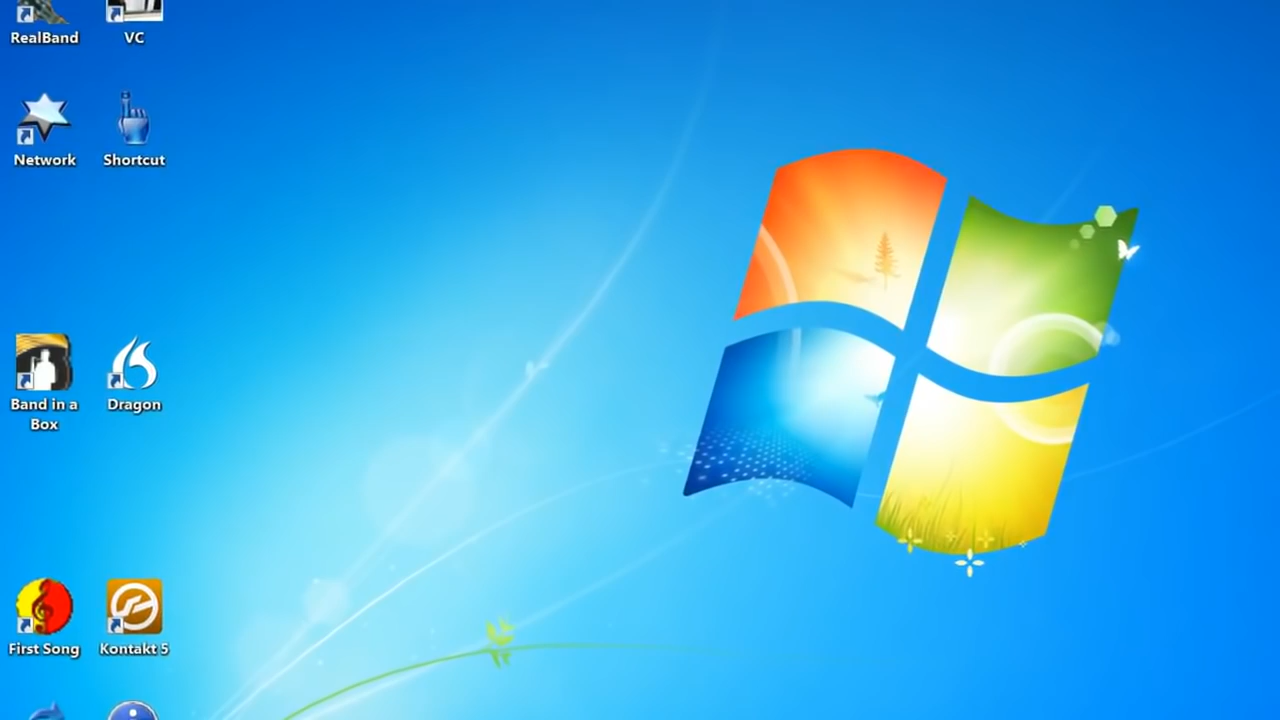 RealBand
VC
Network
Shortcut
Band in a
Box
Dragon
First Song
Kontakt 5